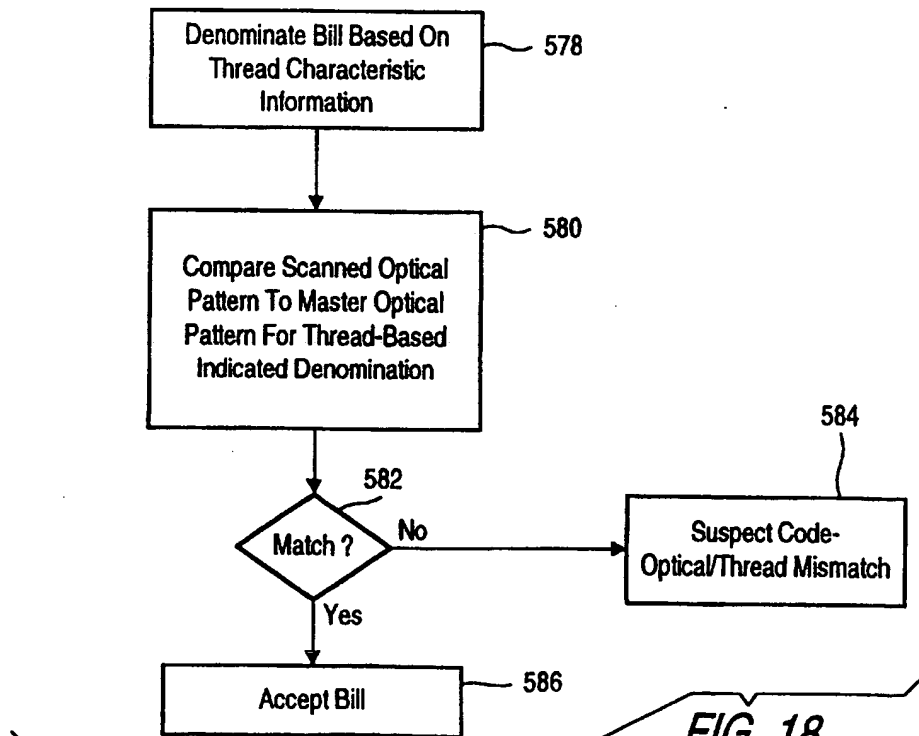 Denominate Bill Based On
Thread Characteristic
Information
578
Compare Scanned Optical
Pattern To Master Optical
Pattern For Thread-Based
Indicated Denomination
580
582
Match ?
No
584
Suspect Code-
Optical/Thread Mismatch
Yes
Accept Bill
586
FIG. 18